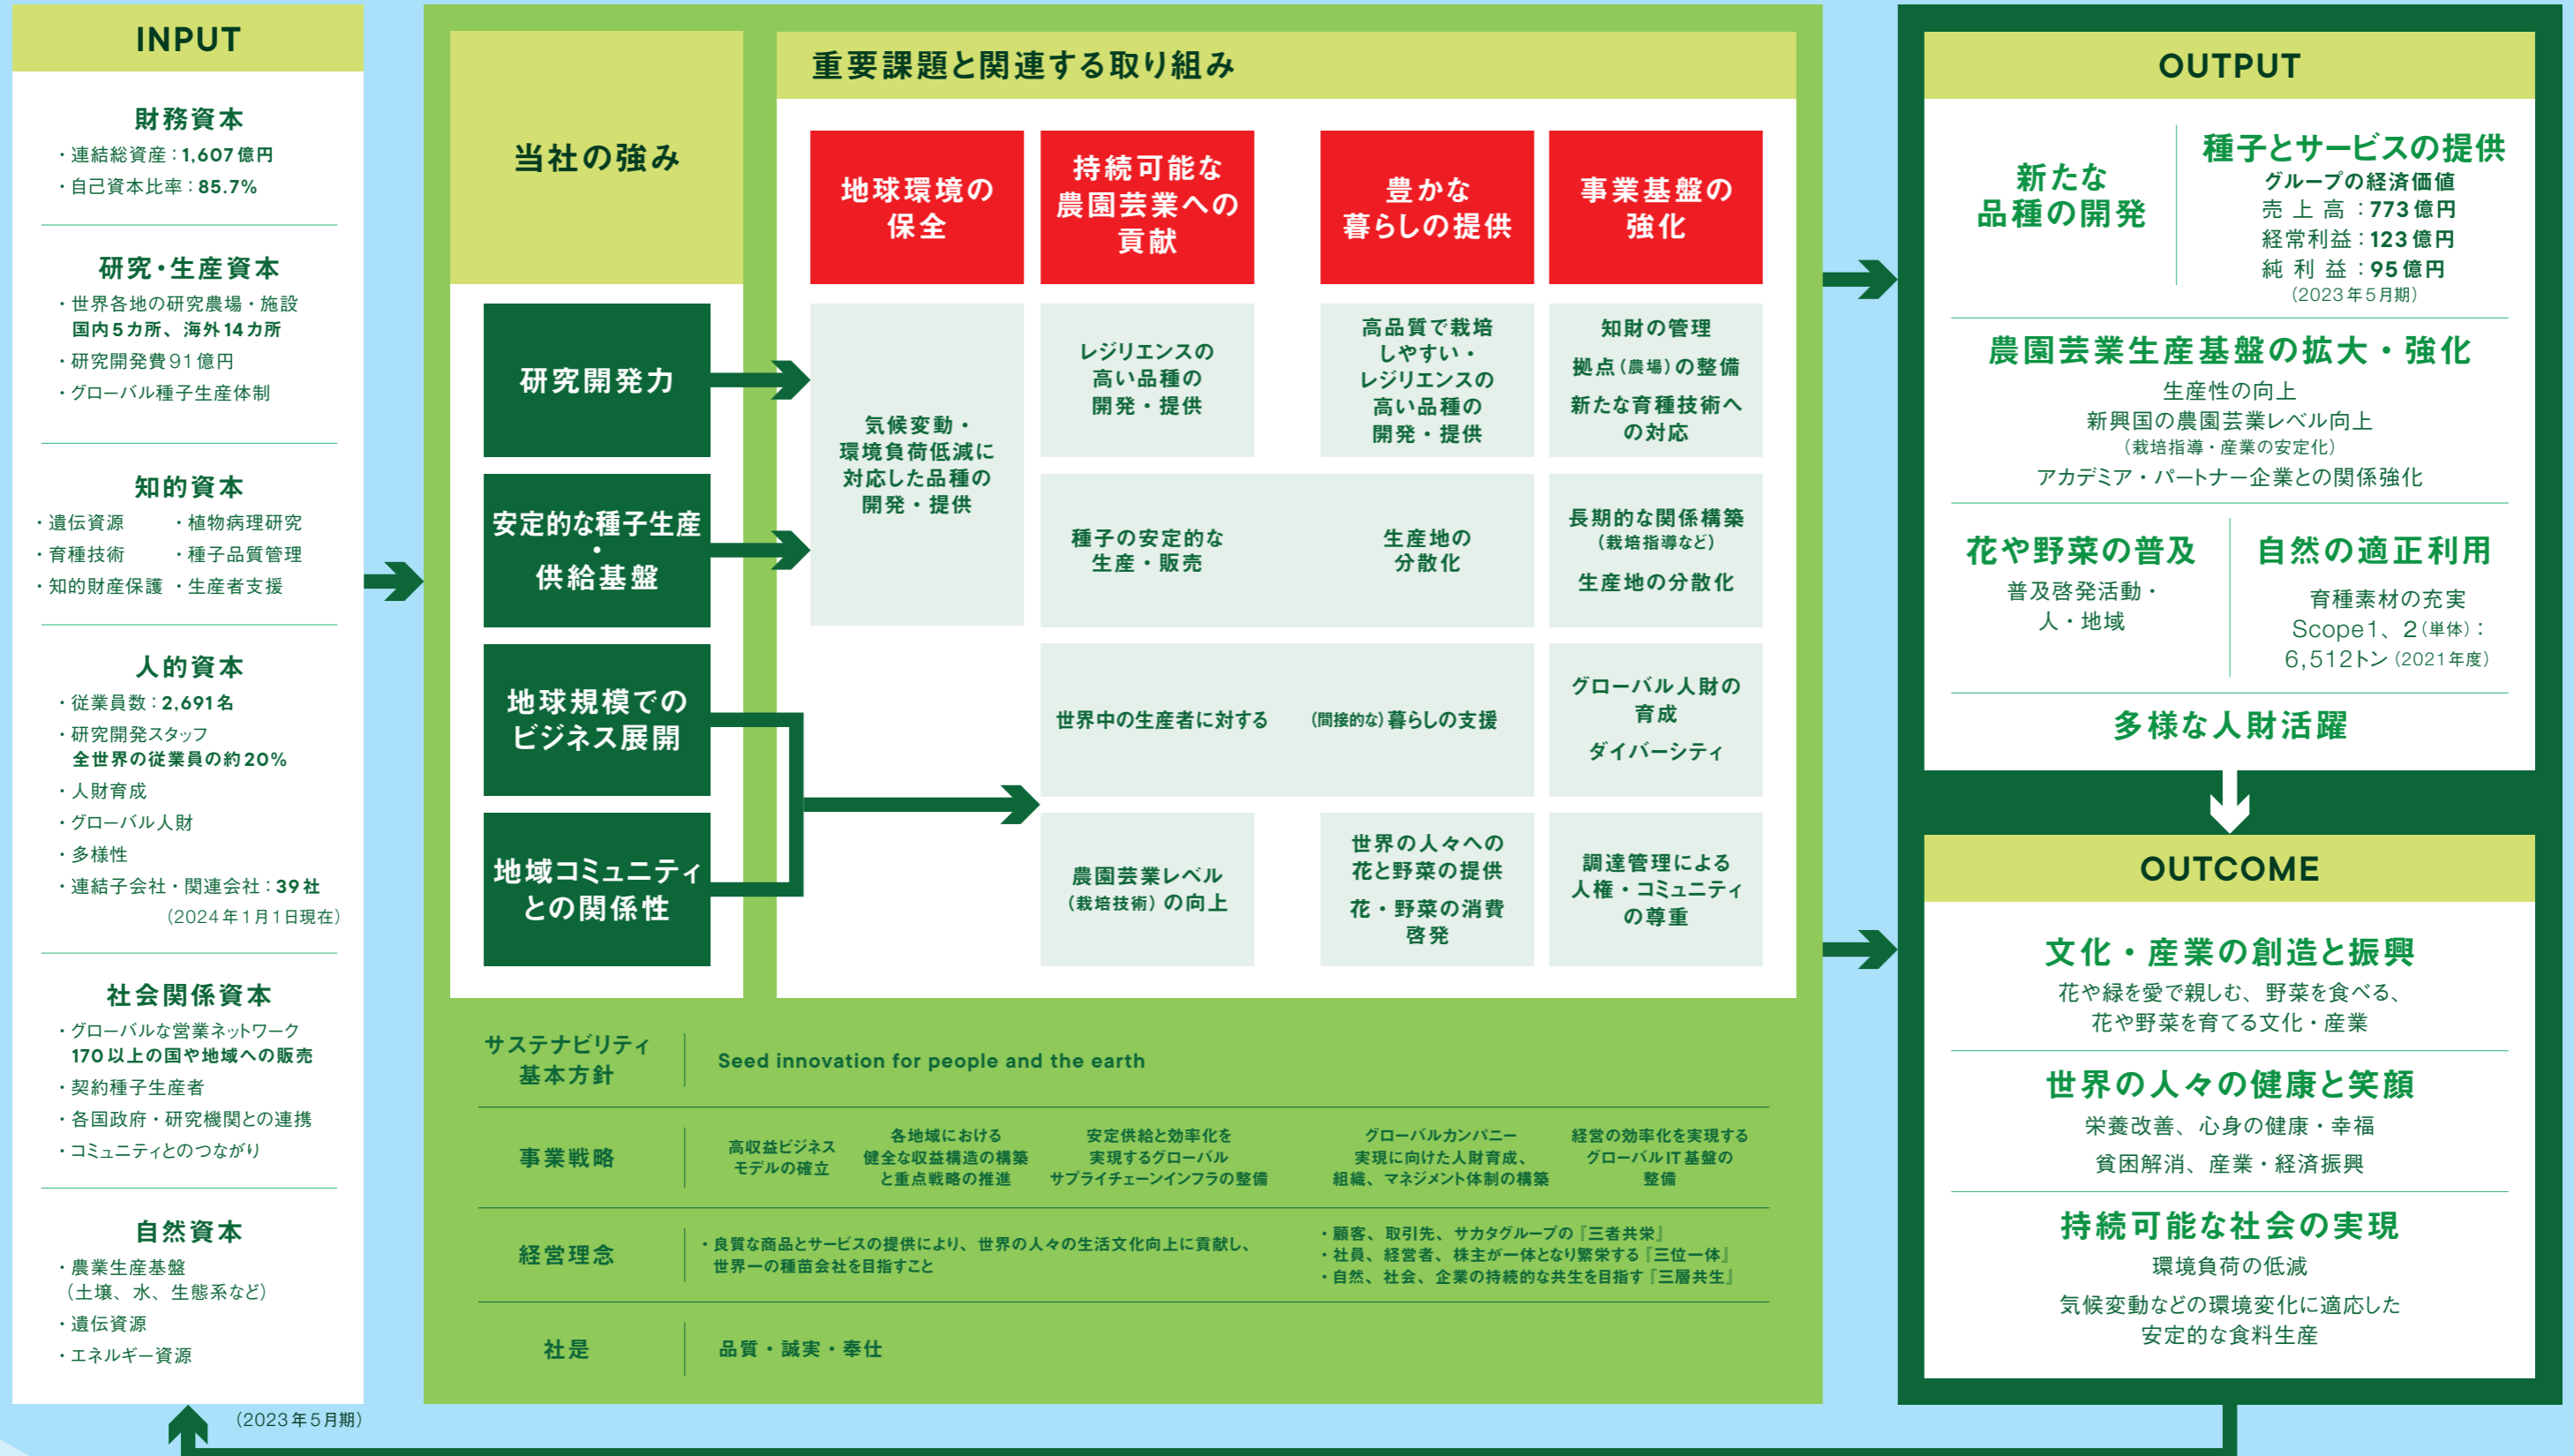 INPUT
財務資本
・連結総資産：1,607億円
・自己資本比率：85.7%
研究・生産資本
・世界各地の研究農場・施設
国内5カ所、海外14カ所
・研究開発費91億円
・グローバル種子生産体制
知的資本
・遺伝資源 ・植物病理研究
・育種技術 ・種子品質管理
・知的財産保護 ・生産者支援
人的資本
・従業員数：2,691名
・研究開発スタッフ
全世界の従業員の約20%
・人財育成
・グローバル人財
・多様性
・連結子会社・関連会社：39社
（2024年1月1日現在）
社会関係資本
・グローバルな営業ネットワーク
170以上の国や地域への販売
・契約種子生産者
・各国政府・研究機関との連携
・コミュニティとのつながり
自然資本
・農業生産基盤
（土壌、水、生態系など）
・遺伝資源
・エネルギー資源
（2023年5月期）
当社の強み
研究開発力
安定的な種子生産
・
供給基盤
地球規模での
ビジネス展開
地域コミュニティ
との関係性
重要課題と関連する取り組み
地球環境の
保全
持続可能な
農園芸業への
貢献
豊かな
暮らしの提供
事業基盤の
強化
気候変動・
環境負荷低減に
対応した品種の
開発・提供
レジリエンスの
高い品種の
開発・提供
高品質で栽培
しやすい・
レジリエンスの
高い品種の
開発・提供
知財の管理
拠点（農場）の整備
新たな育種技術へ
の対応
種子の安定的な
生産・販売
生産地の
分散化
長期的な関係構築
（栽培指導など）
生産地の分散化
世界中の生産者に対する （間接的な）暮らしの支援
グローバル人財の
育成
ダイバーシティ
農園芸業レベル
（栽培技術）の向上
世界の人々への
花と野菜の提供
花・野菜の消費
啓発
調達管理による
人権・コミュニティ
の尊重
サステナビリティ
基本方針
Seed innovation for people and the earth
事業戦略
高収益ビジネス
モデルの確立
各地域における
健全な収益構造の構築
と重点戦略の推進
安定供給と効率化を
実現するグローバル
サプライチェーンインフラの整備
グローバルカンパニー
実現に向けた人財育成、
組織、マネジメント体制の構築
経営の効率化を実現する
グローバルIT基盤の
整備
経営理念
・良質な商品とサービスの提供により、世界の人々の生活文化向上に貢献し、
世界一の種苗会社を目指すこと
・顧客、取引先、サカタグループの『三者共栄』
・社員、経営者、株主が一体となり繁栄する『三位一体』
・自然、社会、企業の持続的な共生を目指す『三層共生』
社是
品質・誠実・奉仕
OUTPUT
新たな
品種の開発
種子とサービスの提供
グループの経済価値
売上高：773億円
経常利益：123億円
純利益：95億円
（2023年5月期）
農園芸業生産基盤の拡大・強化
生産性の向上
新興国の農園芸業レベル向上
（栽培指導・産業の安定化）
アカデミア・パートナー企業との関係強化
花や野菜の普及
普及啓発活動・
人・地域
自然の適正利用
育種素材の充実
Scope1、2（単体）：
6,512トン（2021年度）
多様な人財活躍
OUTCOME
文化・産業の創造と振興
花や緑を愛で親しむ、野菜を食べる、
花や野菜を育てる文化・産業
世界の人々の健康と笑顔
栄養改善、心身の健康・幸福
貧困解消、産業・経済振興
持続可能な社会の実現
環境負荷の低減
気候変動などの環境変化に適応した
安定的な食料生産